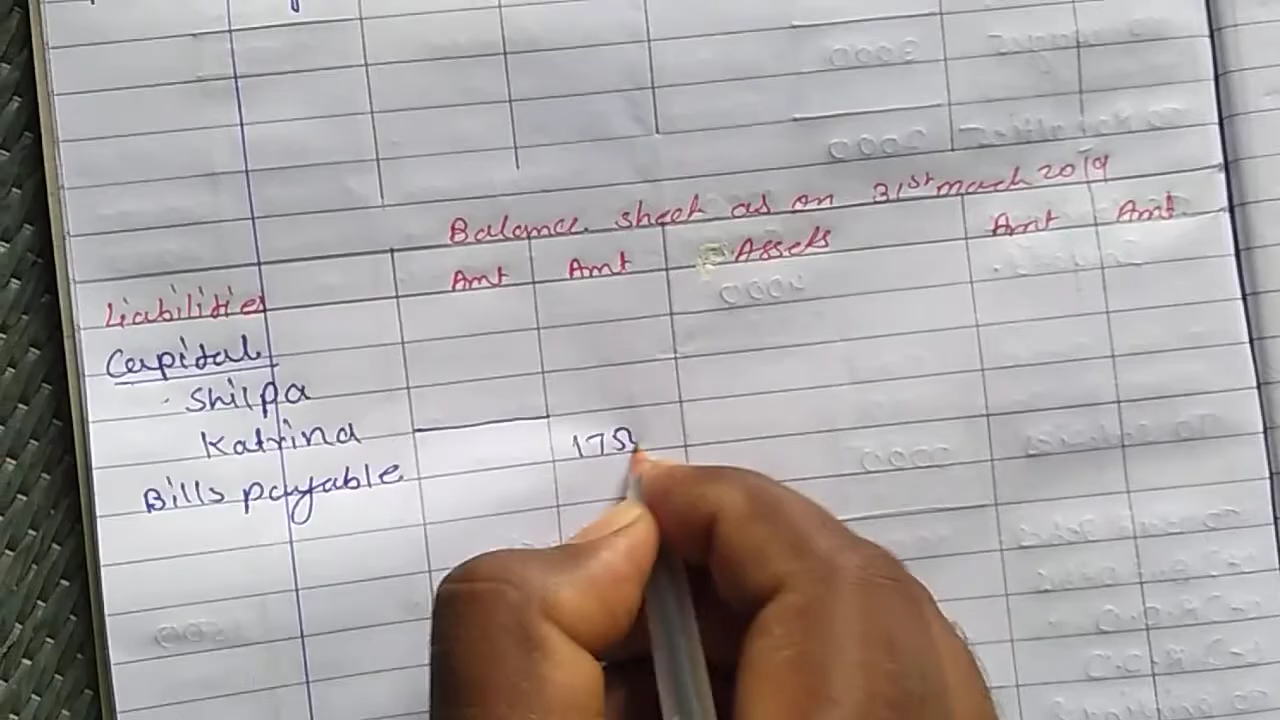 Balance sheet as on 31st march 2019
Liabilities Amt Amt Assets Amt Amt
Capital
Shilpa
Katrina
Bills payable 175